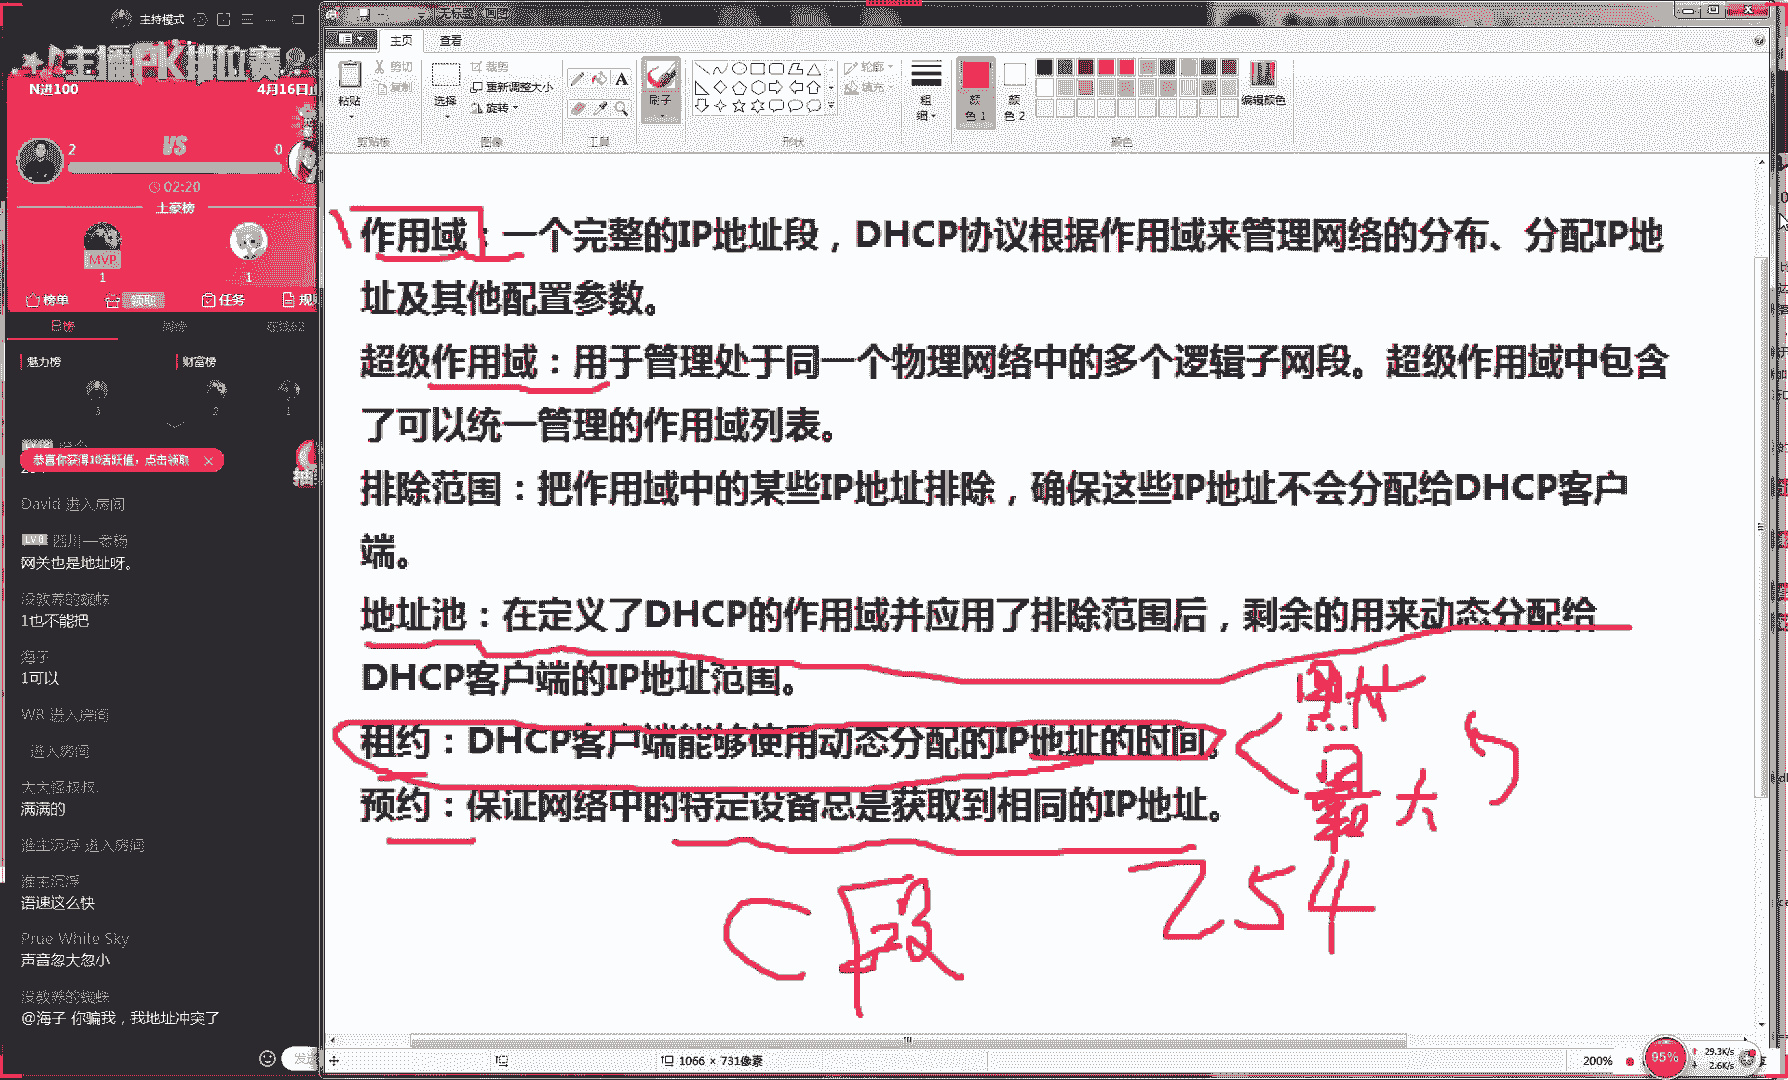 主持模式
主播PK排位赛
N进100
4月16日止
2
VS
0
02:20
土豪榜
MVP
1
1
榜单
领取
任务
规则
日榜
魅力榜
财富榜
3
2
1
恭喜你获得10活跃值，点击领取
David 进入房间
LV 8 四川—老杨
网关也是地址呀。
没教养的蜘蛛
1也不能把
海子
1可以
WR 进入房间
进入房间
大大怪叔叔.
满满的
谁主沉浮 进入房间
谁主沉浮
语速这么快
Prue White Sky
声音忽大忽小
没教养的蜘蛛
@海子 你骗我，我地址冲突了
主页
查看
粘贴
剪切
复制
剪贴板
选择
裁剪
重新调整大小
旋转
图像
工具
刷子
轮廓
填充
形状
粗细
颜色 1
颜色 2
编辑颜色
颜色
作用域：一个完整的IP地址段，DHCP协议根据作用域来管理网络的分布、分配IP地
址及其他配置参数。
超级作用域：用于管理处于同一个物理网络中的多个逻辑子网段。超级作用域中包含
了可以统一管理的作用域列表。
排除范围：把作用域中的某些IP地址排除，确保这些IP地址不会分配给DHCP客户
端。
地址池：在定义了DHCP的作用域并应用了排除范围后，剩余的用来动态分配给
DHCP客户端的IP地址范围。
租约：DHCP客户端能够使用动态分配的IP地址的时间。
预约：保证网络中的特定设备总是获取到相同的IP地址。
最大
C段
254
1066 × 731像素
200%
95%
29.3K/s
2.6K/s